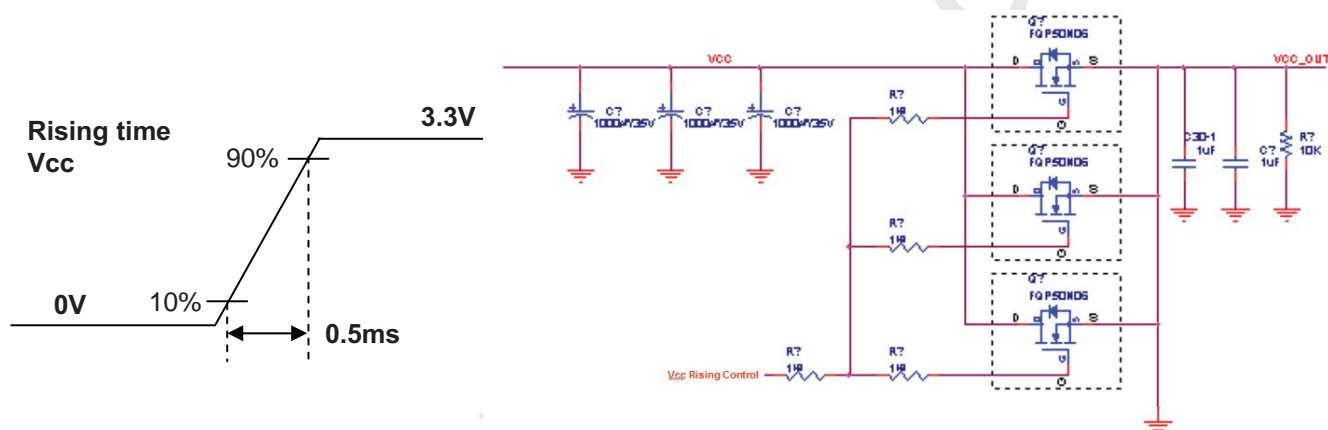 Rising time
Vcc
90%
3.3V
0V
10%
0.5ms
VCC
C?
1000uF/35V
C?
1000uF/35V
C?
1000uF/35V
R?
1K
Q?
FQP50N06
D
S
G
R?
1K
Q?
FQP50N06
D
S
G
R?
1K
Q?
FQP50N06
D
S
G
Vcc Rising Control
R?
1K
VCC_OUT
C30-1
1uF
C?
1uF
R?
10K